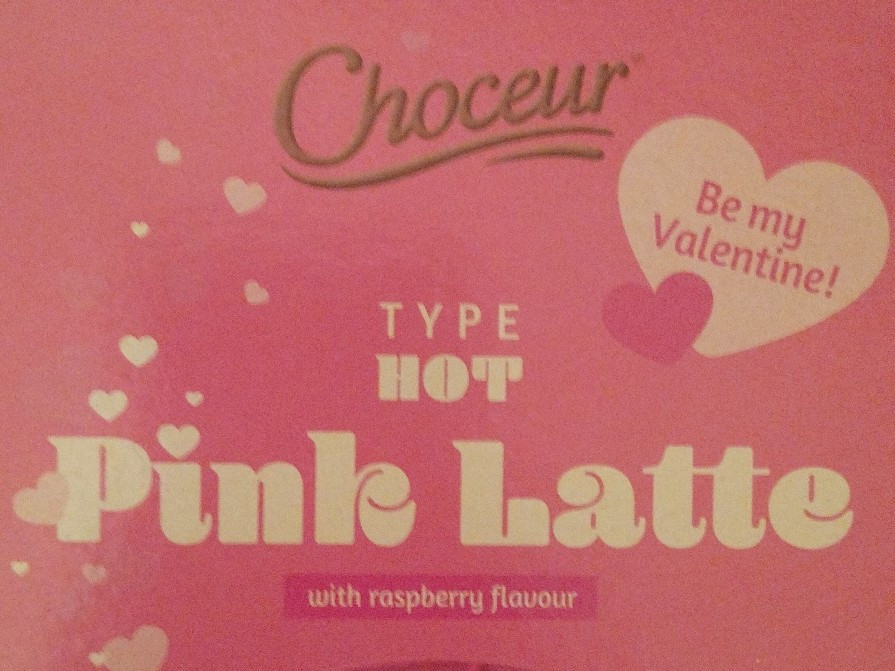 Choceur
Be my
Valentine!
TYPE
HOT
Pink Latte
with raspberry flavour